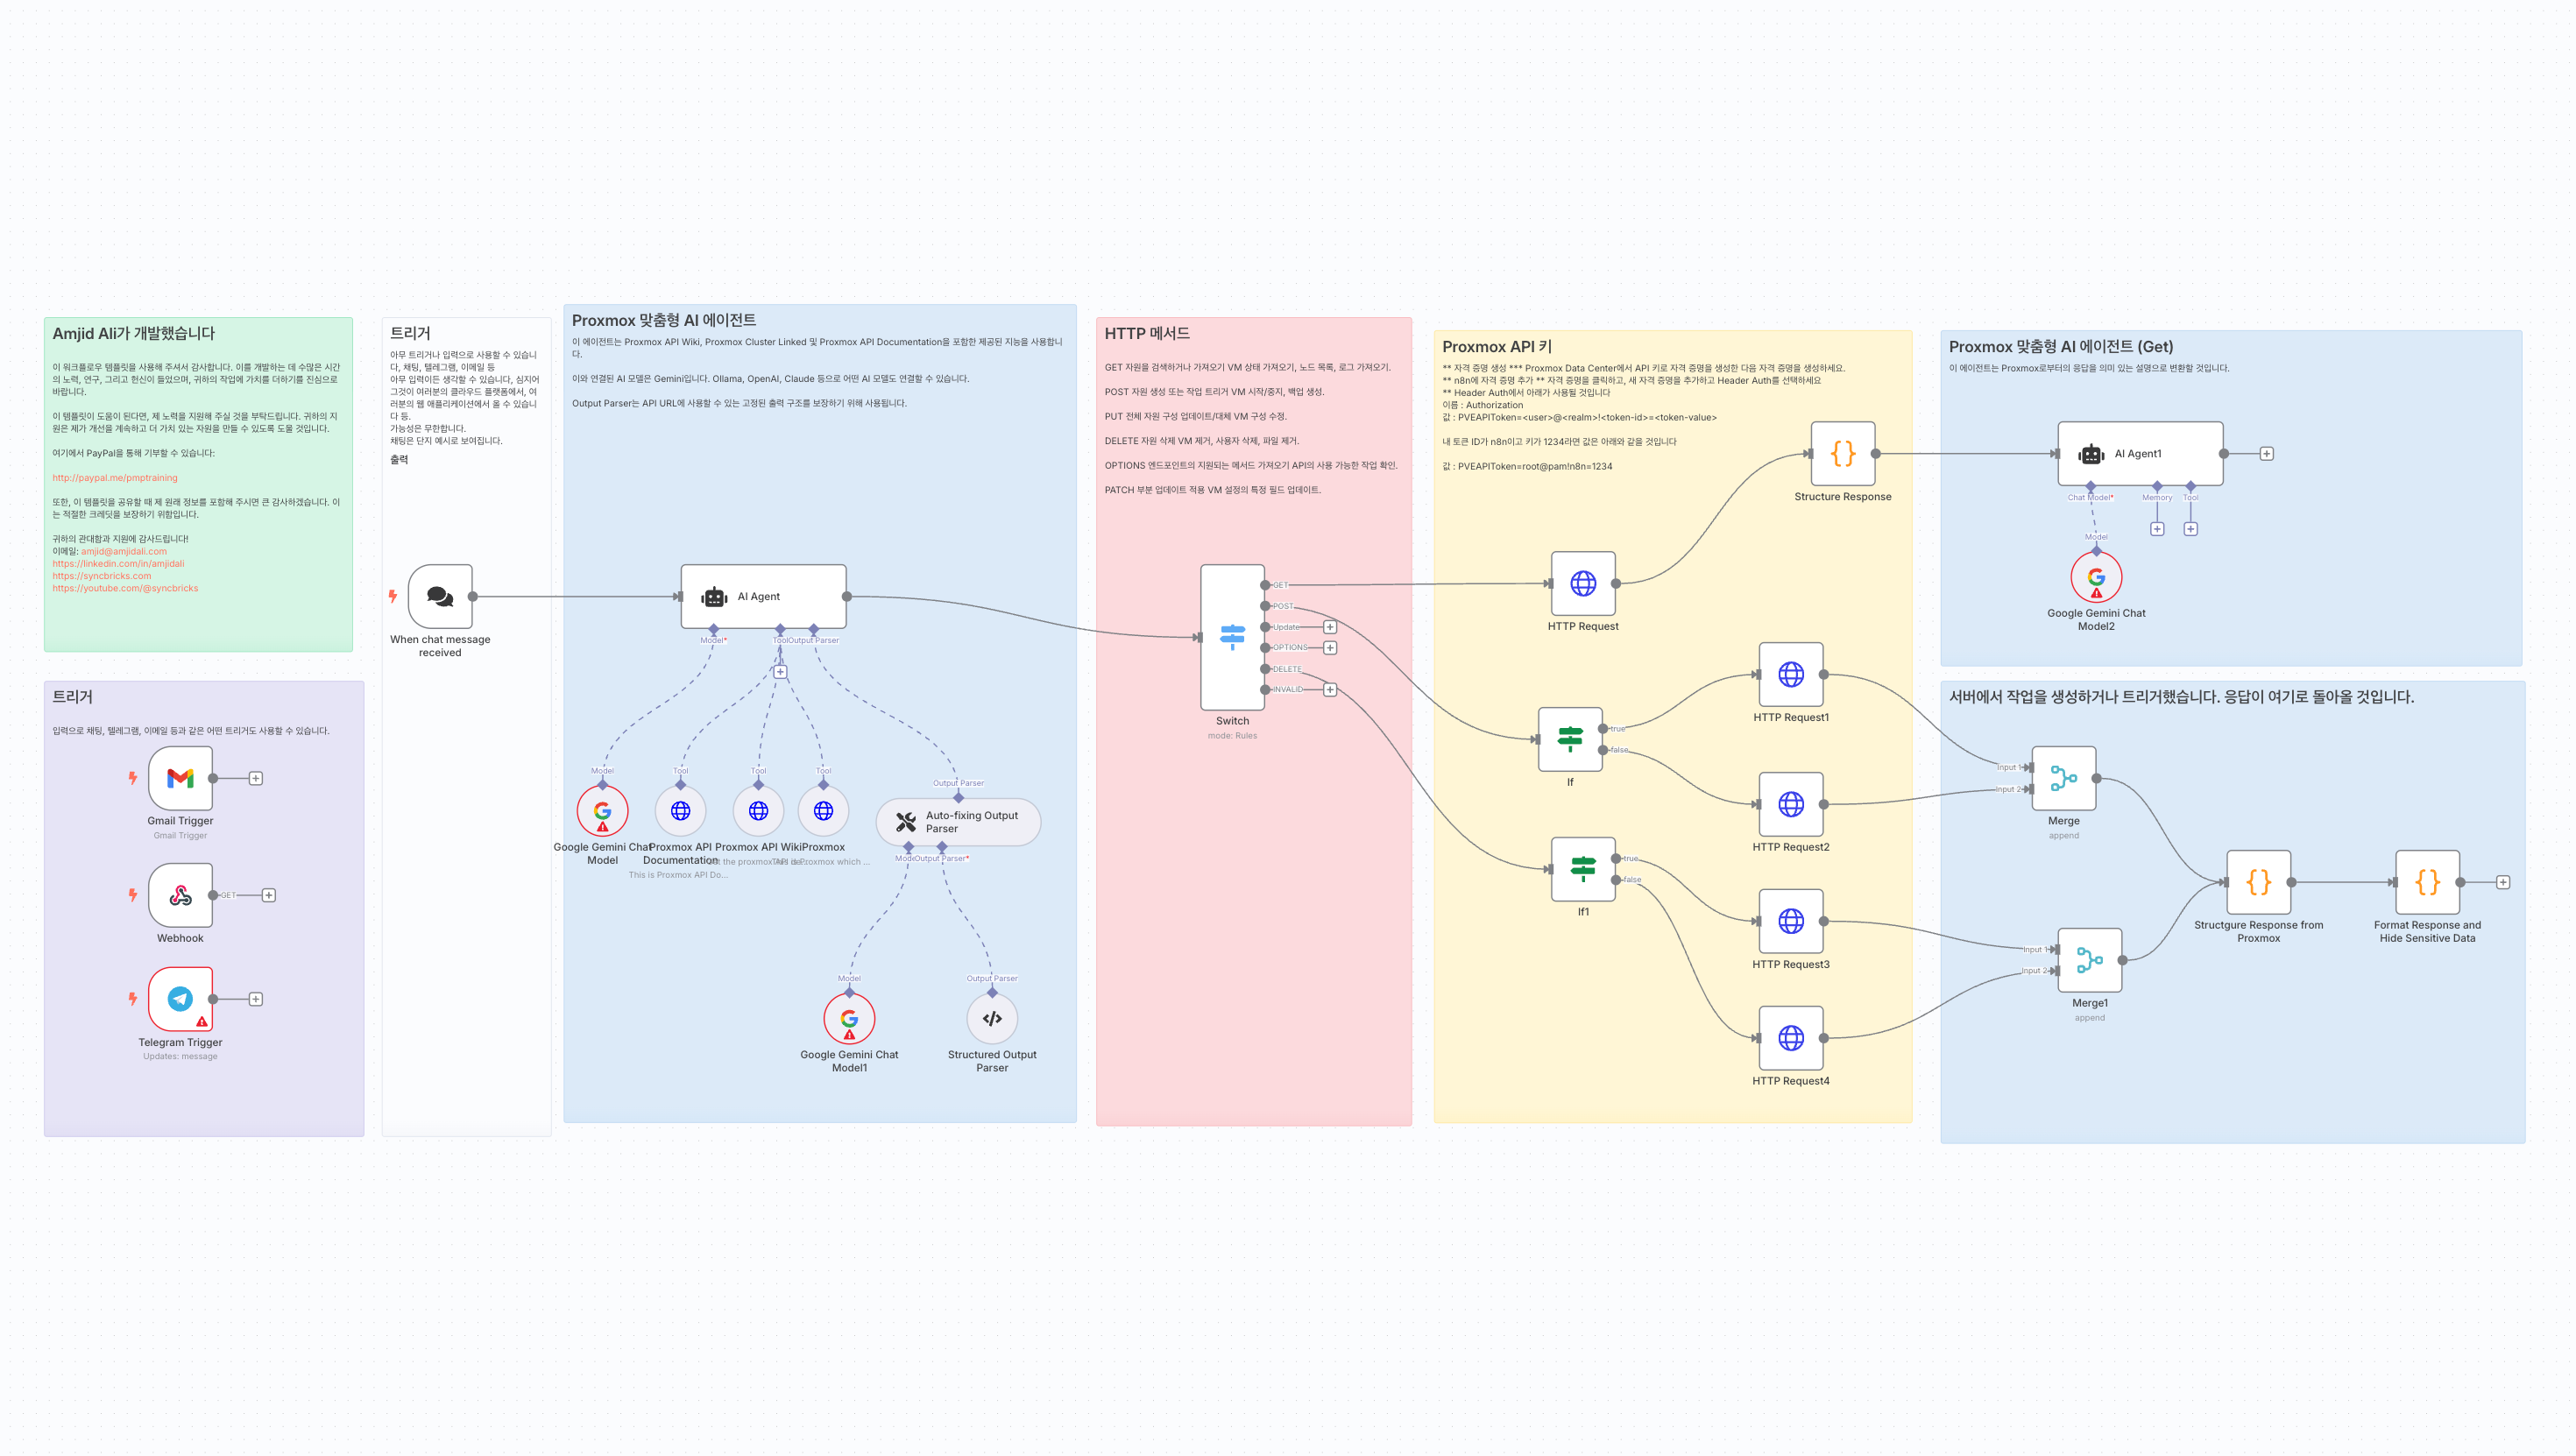 Amjid Ali가 개발했습니다
이 워크플로우 템플릿을 사용해 주셔서 감사합니다. 이를 개발하는 데 수많은 시간
의 노력, 연구, 그리고 헌신이 들었으며, 귀하의 작업에 가치를 더하기를 진심으로
바랍니다.
이 템플릿이 도움이 된다면, 제 노력을 지원해 주실 것을 부탁드립니다. 귀하의 지
원은 제가 개선을 계속하고 더 가치 있는 자원을 만들 수 있도록 도울 것입니다.
여기에서 PayPal을 통해 기부할 수 있습니다:
http://paypal.me/pmptraining
또한, 이 템플릿을 공유할 때 제 원래 정보를 포함해 주시면 큰 감사하겠습니다. 이
는 적절한 크레딧을 보장하기 위함입니다.
귀하의 관대함과 지원에 감사드립니다!
이메일: amjid@amjidali.com
https://linkedin.com/in/amjidali
https://syncbricks.com
https://youtube.com/@syncbricks
트리거
입력으로 채팅, 텔레그램, 이메일 등과 같은 어떤 트리거도 사용할 수 있습니다.
Gmail Trigger
Gmail Trigger
GET
Webhook
Telegram Trigger
Updates: message
트리거
아무 트리거나 입력으로 사용할 수 있습니
다, 채팅, 텔레그램, 이메일 등
아무 입력이든 생각할 수 있습니다, 심지어
그것이 여러분의 클라우드 플랫폼에서, 여
러분의 웹 애플리케이션에서 올 수 있습니
다 등.
가능성은 무한합니다.
채팅은 단지 예시로 보여집니다.
출력
When chat message
received
Proxmox 맞춤형 AI 에이전트
이 에이전트는 Proxmox API Wiki, Proxmox Cluster Linked 및 Proxmox API Documentation을 포함한 제공된 지능을 사용합니
다.
이와 연결된 AI 모델은 Gemini입니다. Ollama, OpenAI, Claude 등으로 어떤 AI 모델도 연결할 수 있습니다.
Output Parser는 API URL에 사용할 수 있는 고정된 출력 구조를 보장하기 위해 사용됩니다.
AI Agent
Model*
Tool
Output Parser
Model
Tool
Tool
Tool
Output Parser
Google Gemini Chat
Model
Proxmox API
Documentation
This is Proxmox API Do...
Proxmox API Wiki
Proxmox
Auto-fixing Output
Parser
Model
Output Parser*
Model
Output Parser
Google Gemini Chat
Model1
Structured Output
Parser
HTTP 메서드
GET 자원을 검색하거나 가져오기 VM 상태 가져오기, 노드 목록, 로그 가져오기.
POST 자원 생성 또는 작업 트리거 VM 시작/중지, 백업 생성.
PUT 전체 자원 구성 업데이트/대체 VM 구성 수정.
DELETE 자원 삭제 VM 제거, 사용자 삭제, 파일 제거.
OPTIONS 엔드포인트의 지원되는 메서드 가져오기 API의 사용 가능한 작업 확인.
PATCH 부분 업데이트 적용 VM 설정의 특정 필드 업데이트.
GET
POST
Update
OPTIONS
DELETE
INVALID
Switch
mode: Rules
Proxmox API 키
** 자격 증명 생성 *** Proxmox Data Center에서 API 키로 자격 증명을 생성한 다음 자격 증명을 생성하세요.
** n8n에 자격 증명 추가 ** 자격 증명을 클릭하고, 새 자격 증명을 추가하고 Header Auth를 선택하세요
** Header Auth에서 아래가 사용될 것입니다
이름 : Authorization
값 : PVEAPIToken=<user>@<realm>!<token-id>=<token-value>
내 토큰 ID가 n8n이고 키가 1234라면 값은 아래와 같을 것입니다
값 : PVEAPIToken=root@pam!n8n=1234
Structure Response
HTTP Request
HTTP Request1
true
false
If
HTTP Request2
true
false
If1
HTTP Request3
HTTP Request4
Proxmox 맞춤형 AI 에이전트 (Get)
이 에이전트는 Proxmox로부터의 응답을 의미 있는 설명으로 변환할 것입니다.
AI Agent1
Chat Model*
Memory
Tool
Model
Google Gemini Chat
Model2
서버에서 작업을 생성하거나 트리거했습니다. 응답이 여기로 돌아올 것입니다.
Input 1
Input 2
Merge
append
Input 1
Input 2
Merge1
append
Structgure Response from
Proxmox
Format Response and
Hide Sensitive Data